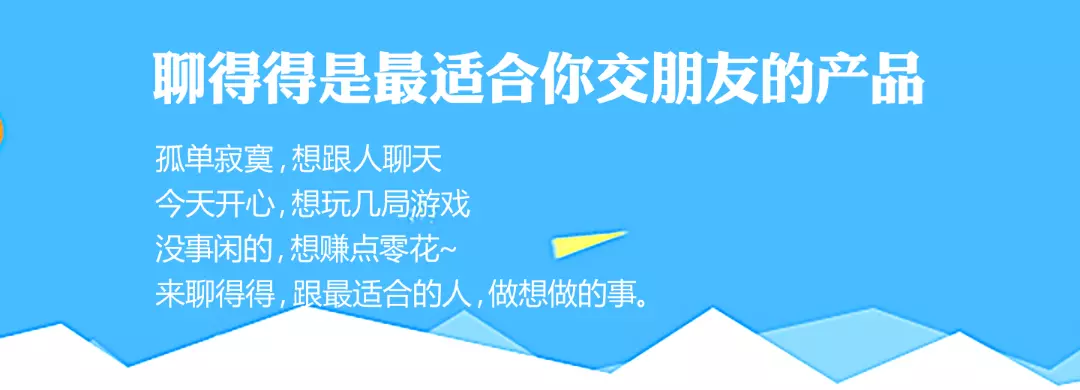 聊得得是最适合你交朋友的产品
孤单寂寞,想跟人聊天
今天开心,想玩几局游戏
没事闲的,想赚点零花~
来聊得得,跟最适合的人,做想做的事。